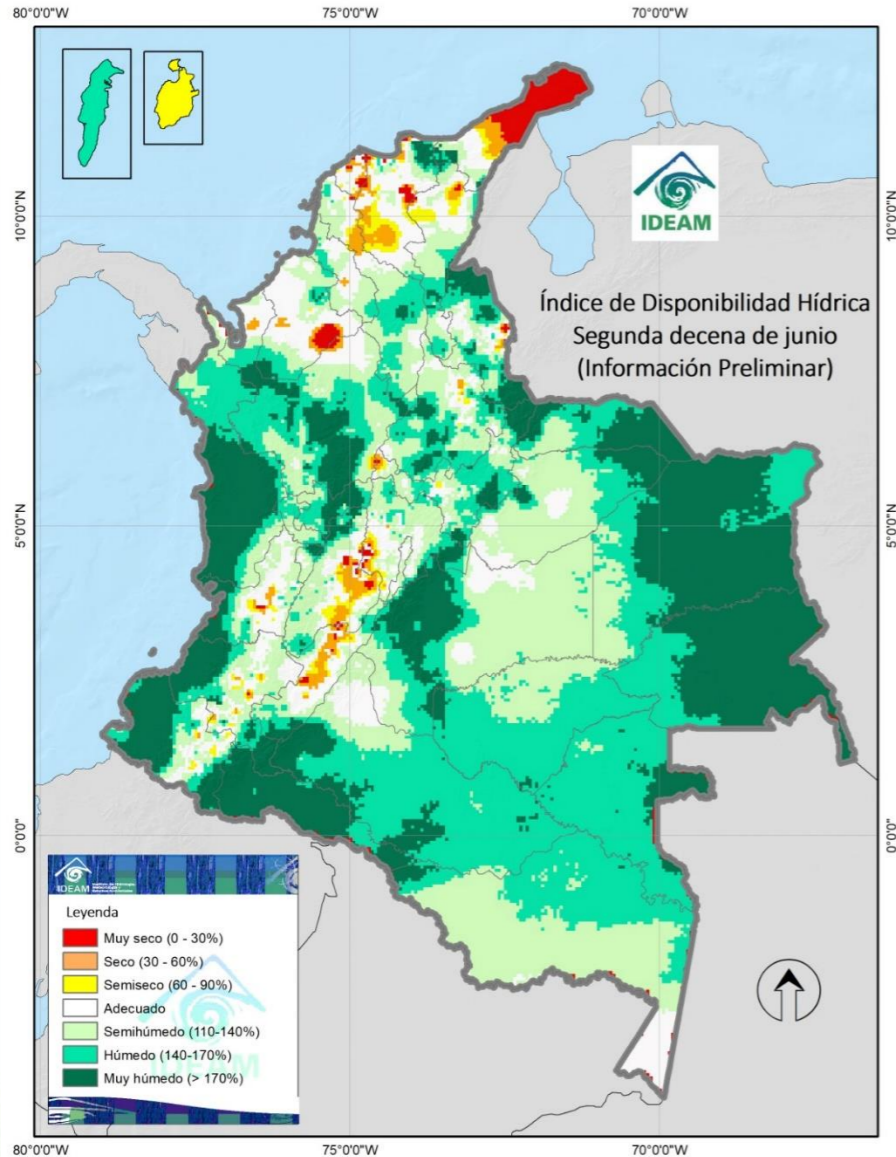 80°0'0"W
75°0'0"W
70°0'0"W
10°0'0"N
10°0'0"N
IDEAM
Índice de Disponibilidad Hídrica
Segunda decena de junio
(Información Preliminar)
5°0'0"N
5°0'0"N
0°0'0"
0°0'0"
IDEAM
Leyenda
Muy seco (0 - 30%)
Seco (30 - 60%)
Semiseco (60 - 90%)
Adecuado
Semihúmedo (110-140%)
Húmedo (140-170%)
Muy húmedo (> 170%)
IDEAM
80°0'0"W
75°0'0"W
70°0'0"W